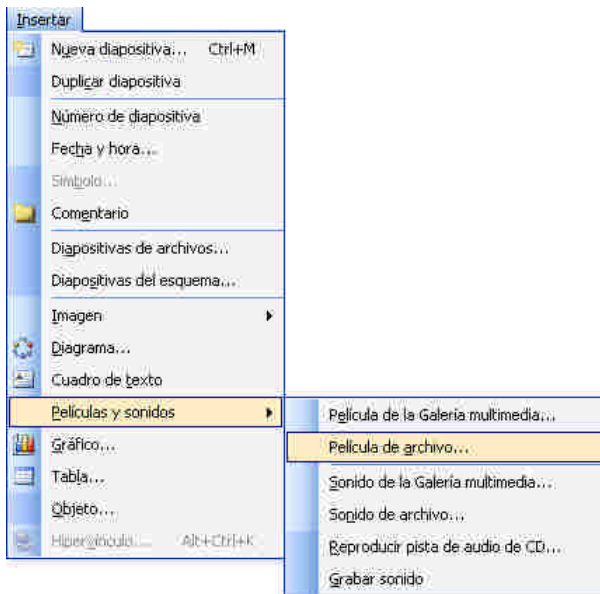 Insertar
Nueva diapositiva... Ctrl+M
Duplicar diapositiva
Número de diapositiva
Fecha y hora...
Símbolo...
Comentario
Diapositivas de archivos...
Diapositivas del esquema...
Imagen
Diagrama...
Cuadro de texto
Películas y sonidos
Gráfico...
Tabla...
Objeto...
Hipervínculo... Alt+Ctrl+K
Película de la Galería multimedia...
Película de archivo...
Sonido de la Galería multimedia...
Sonido de archivo...
Reproducir pista de audio de CD...
Grabar sonido